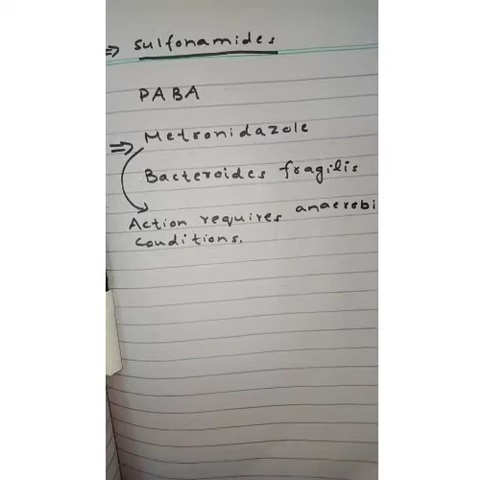 ⇒ sulfonamides
PABA
⇒ Metronidazole
Bacteroides fragilis
Action requires anaerobi
conditions.